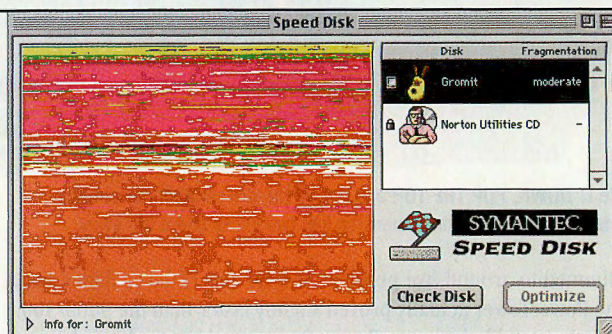 Speed Disk
Disk Fragmentation
Gromit moderate
Norton Utilities CD -
SYMANTEC.
SPEED DISK
Check Disk Optimize
Info for: Gromit